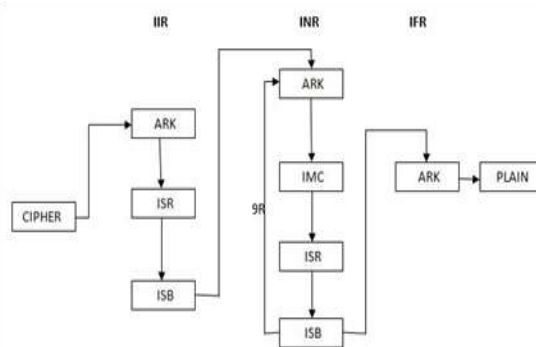 IIR INR IFR
ARK
ARK
IMC
ARK
PLAIN
ISR
9R
CIPHER
ISR
ISB
ISB